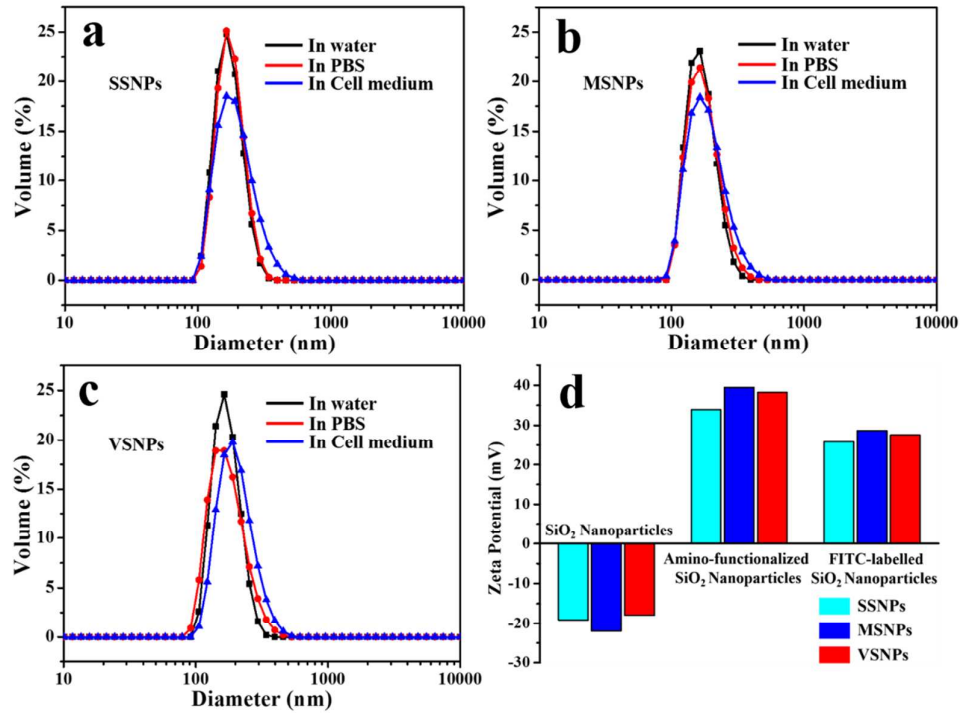 a
SSNPs
In water
In PBS
In Cell medium
Volume (%)
25
20
15
10
5
0
10
100
1000
10000
Diameter (nm)
b
MSNPs
In water
In PBS
In Cell medium
Volume (%)
25
20
15
10
5
0
10
100
1000
10000
Diameter (nm)
c
VSNPs
In water
In PBS
In Cell medium
Volume (%)
25
20
15
10
5
0
10
100
1000
10000
Diameter (nm)
d
Zeta Potential (mV)
40
30
20
10
0
-10
-20
-30
SiO₂ Nanoparticles
Amino-functionalized
SiO₂ Nanoparticles
FITC-labelled
SiO₂ Nanoparticles
SSNPs
MSNPs
VSNPs